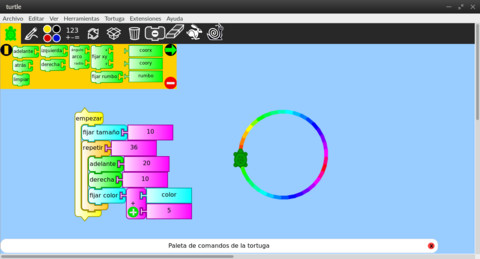 turtle
Archivo Editar Ver Herramientas Tortuga Extensiones Ayuda
123
+-=
adelante izquierda arco fijar xy coorx
atrás derecha coory
limpiar fijar rumbo rumbo
empezar
fijar tamaño 10
repetir 36
adelante 20
derecha 10
fijar color color
+
5
Paleta de comandos de la tortuga